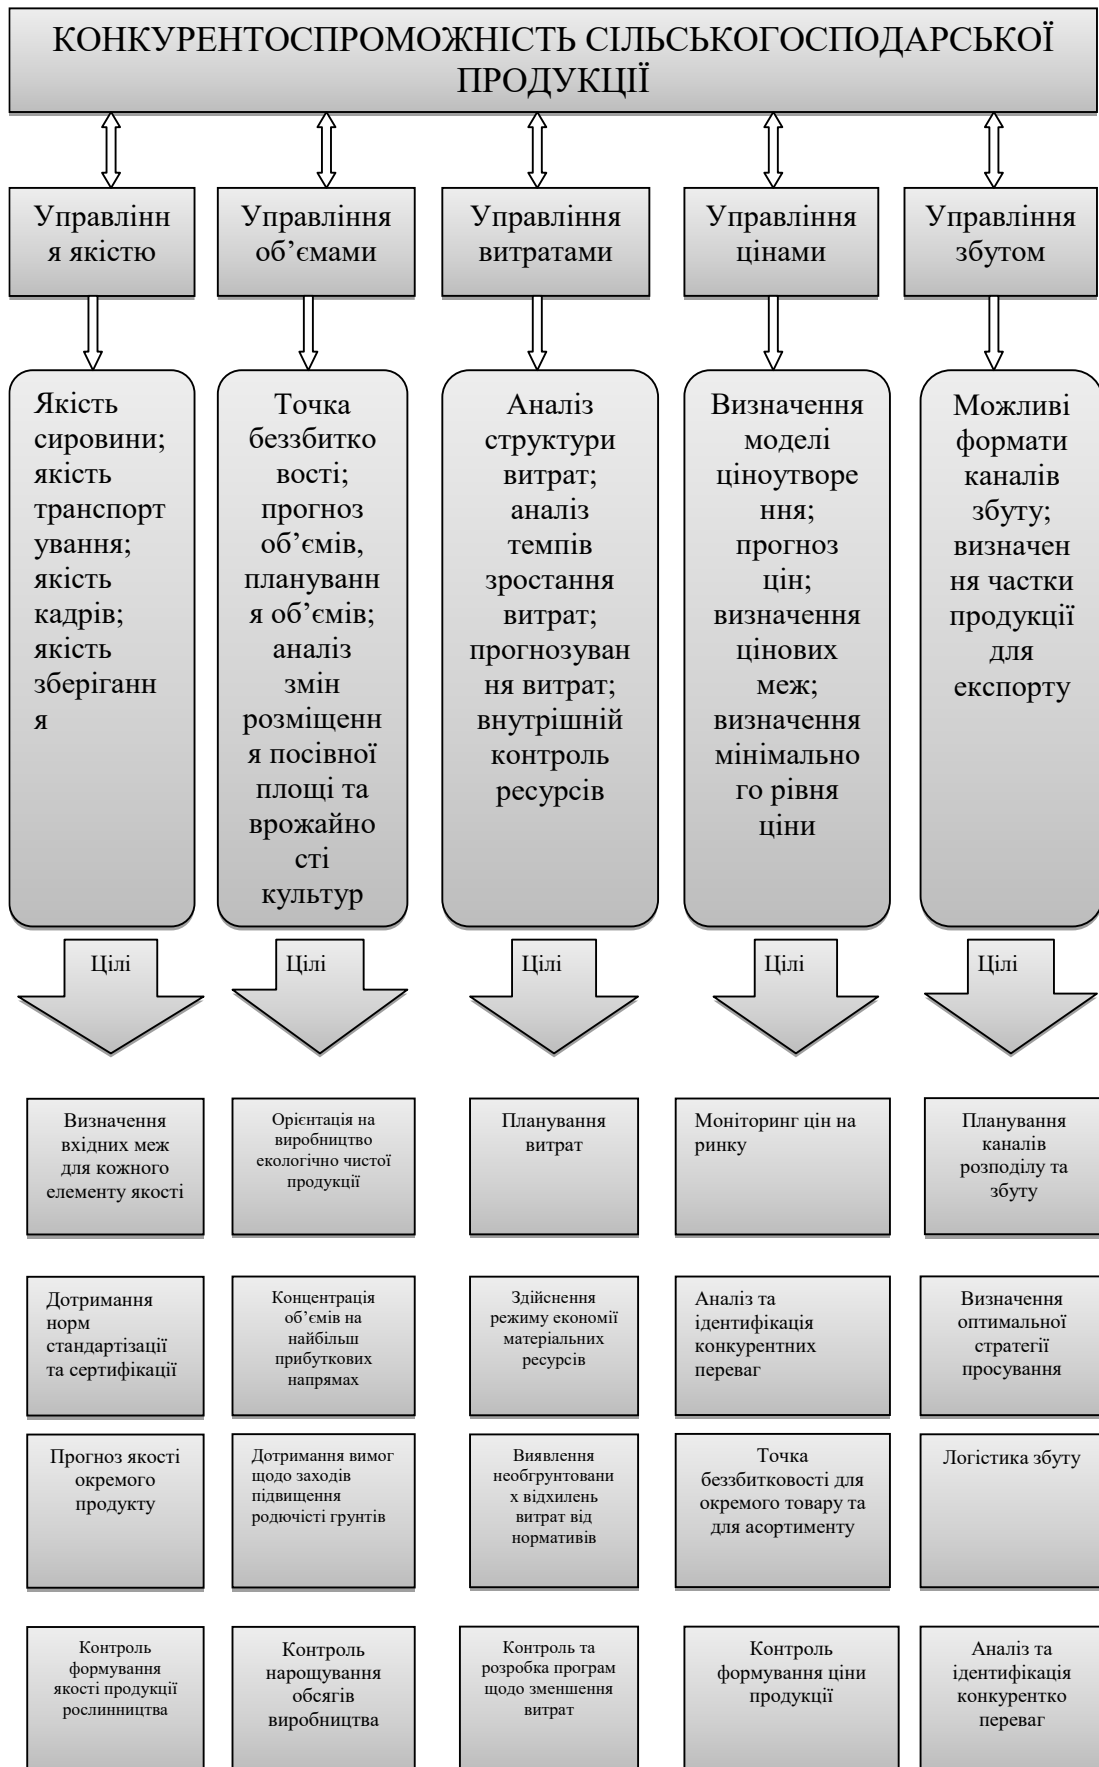 КОНКУРЕНТОСПРОМОЖНІСТЬ СІЛЬСЬКОГОСПОДАРСЬКОЇ
ПРОДУКЦІЇ
Управлінн
я якістю
Управління
об’ємами
Управління
витратами
Управління
цінами
Управління
збутом
Якість
сировини;
якість
транспорт
ування;
якість
кадрів;
якість
зберіганн
я
Точка
беззбитко
вості;
прогноз
об’ємів,
плануванн
я об’ємів;
аналіз
змін
розміщенн
я посівної
площі та
врожайно
сті
культур
Аналіз
структури
витрат;
аналіз
темпів
зростання
витрат;
прогнозуван
ня витрат;
внутрішній
контроль
ресурсів
Визначення
моделі
ціноутворе
ння;
прогноз
цін;
визначення
цінових
меж;
визначення
мінімально
го рівня
ціни
Можливі
формати
каналів
збуту;
визначен
ня частки
продукції
для
експорту
Цілі
Цілі
Цілі
Цілі
Цілі
Визначення
вхідних меж
для кожного
елементу якості
Орієнтація на
виробництво
екологічно чистої
продукції
Планування
витрат
Моніторинг цін на
ринку
Планування
каналів
розподілу та
збуту
Дотримання
норм
стандартізації
та сертифікації
Концентрація
об’ємів на
найбільш
прибуткових
напрямах
Здійснення
режиму економії
матеріальних
ресурсів
Аналіз та
ідентифікація
конкурентних
переваг
Визначення
оптимальної
стратегії
просування
Прогноз якості
окремого
продукту
Дотримання вимог
щодо заходів
підвищення
родючісті грунтів
Виявлення
необгрунтовани
х відхилень
витрат від
нормативів
Точка
беззбитковості для
окремого товару та
для асортименту
Логістика збуту
Контроль
формування
якості продукції
рослинництва
Контроль
нарощування
обсягів
виробництва
Контроль та
розробка програм
щодо зменшення
витрат
Контроль
формування ціни
продукції
Аналіз та
ідентифікація
конкурентко
переваг